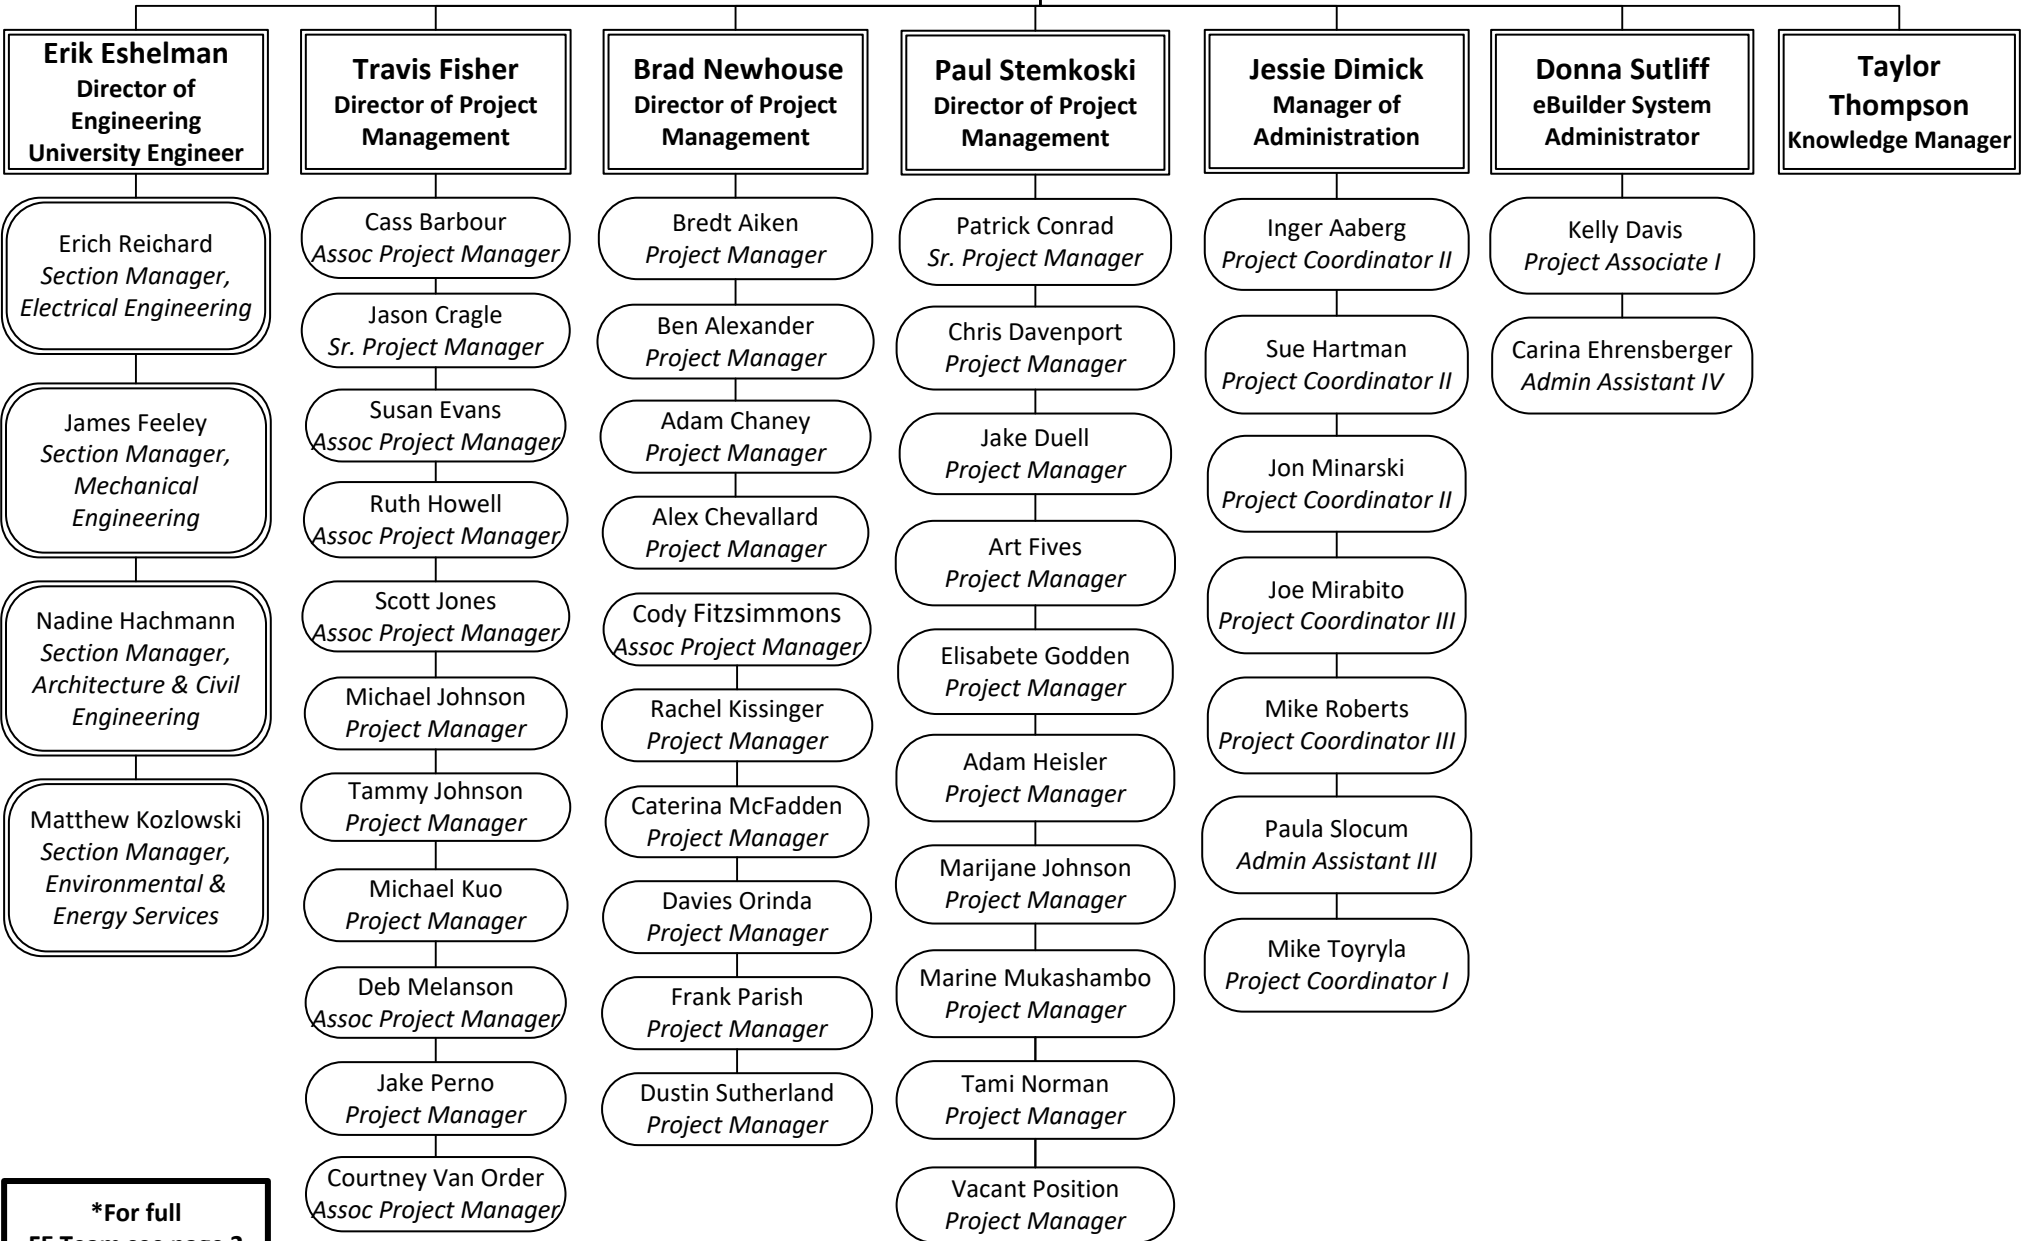 Erik Eshelman
Director of
Engineering
University Engineer
Erich Reichard
Section Manager,
Electrical Engineering
James Feeley
Section Manager,
Mechanical
Engineering
Nadine Hachmann
Section Manager,
Architecture & Civil
Engineering
Matthew Kozlowski
Section Manager,
Environmental &
Energy Services
*For full
Travis Fisher
Director of Project
Management
Cass Barbour
Assoc Project Manager
Jason Cragle
Sr. Project Manager
Susan Evans
Assoc Project Manager
Ruth Howell
Assoc Project Manager
Scott Jones
Assoc Project Manager
Michael Johnson
Project Manager
Tammy Johnson
Project Manager
Michael Kuo
Project Manager
Deb Melanson
Assoc Project Manager
Jake Perno
Project Manager
Courtney Van Order
Assoc Project Manager
Brad Newhouse
Director of Project
Management
Bredt Aiken
Project Manager
Ben Alexander
Project Manager
Adam Chaney
Project Manager
Alex Chevallard
Project Manager
Cody Fitzsimmons
Assoc Project Manager
Rachel Kissinger
Project Manager
Caterina McFadden
Project Manager
Davies Orinda
Project Manager
Frank Parish
Project Manager
Dustin Sutherland
Project Manager
Paul Stemkoski
Director of Project
Management
Patrick Conrad
Sr. Project Manager
Chris Davenport
Project Manager
Jake Duell
Project Manager
Art Fives
Project Manager
Elisabete Godden
Project Manager
Adam Heisler
Project Manager
Marijane Johnson
Project Manager
Marine Mukashambo
Project Manager
Tami Norman
Project Manager
Vacant Position
Project Manager
Jessie Dimick
Manager of
Administration
Inger Aaberg
Project Coordinator II
Sue Hartman
Project Coordinator II
Jon Minarski
Project Coordinator II
Joe Mirabito
Project Coordinator III
Mike Roberts
Project Coordinator III
Paula Slocum
Admin Assistant III
Mike Toyryla
Project Coordinator I
Donna Sutliff
eBuilder System
Administrator
Kelly Davis
Project Associate I
Carina Ehrensberger
Admin Assistant IV
Taylor
Thompson
Knowledge Manager